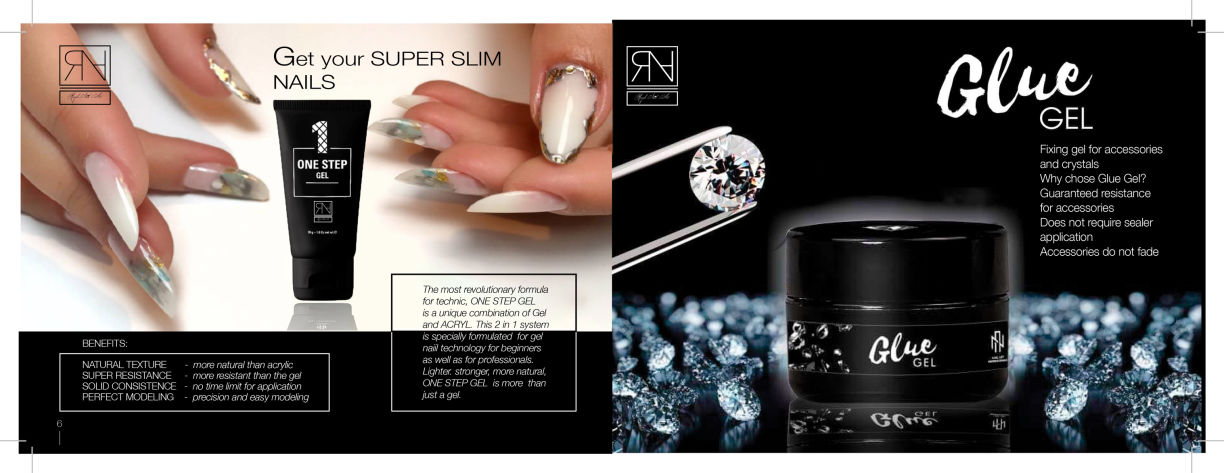 Get your SUPER SLIM
NAILS
1
ONE STEP
GEL
The most revolutionary formula
for technic, ONE STEP GEL
is a unique combination of Gel
and ACRYL. This 2 in 1 system
is specially formulated for gel
nail technology for beginners
as well as for professionals.
Lighter. stronger, more natural,
ONE STEP GEL is more than
just a gel.
BENEFITS:
NATURAL TEXTURE - more natural than acrylic
SUPER RESISTANCE - more resistant than the gel
SOLID CONSISTENCE - no time limit for application
PERFECT MODELING - precision and easy modeling
6
Glue
GEL
Fixing gel for accessories
and crystals
Why chose Glue Gel?
Guaranteed resistance
for accessories
Does not require sealer
application
Accessories do not fade
Glue
GEL